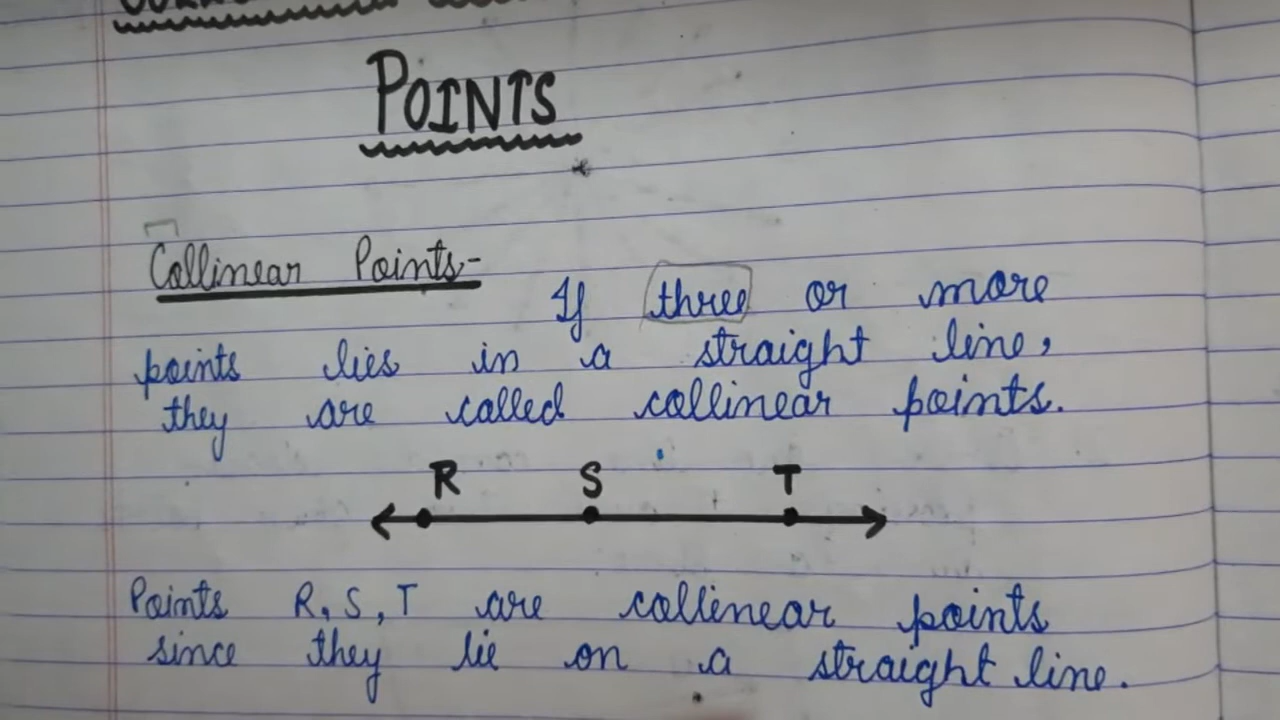 POINTS
Collinear Points-
If three or more
points lies in a straight line,
they are called collinear points.
R S T
Points R, S, T are collinear points
since they lie on a straight line.